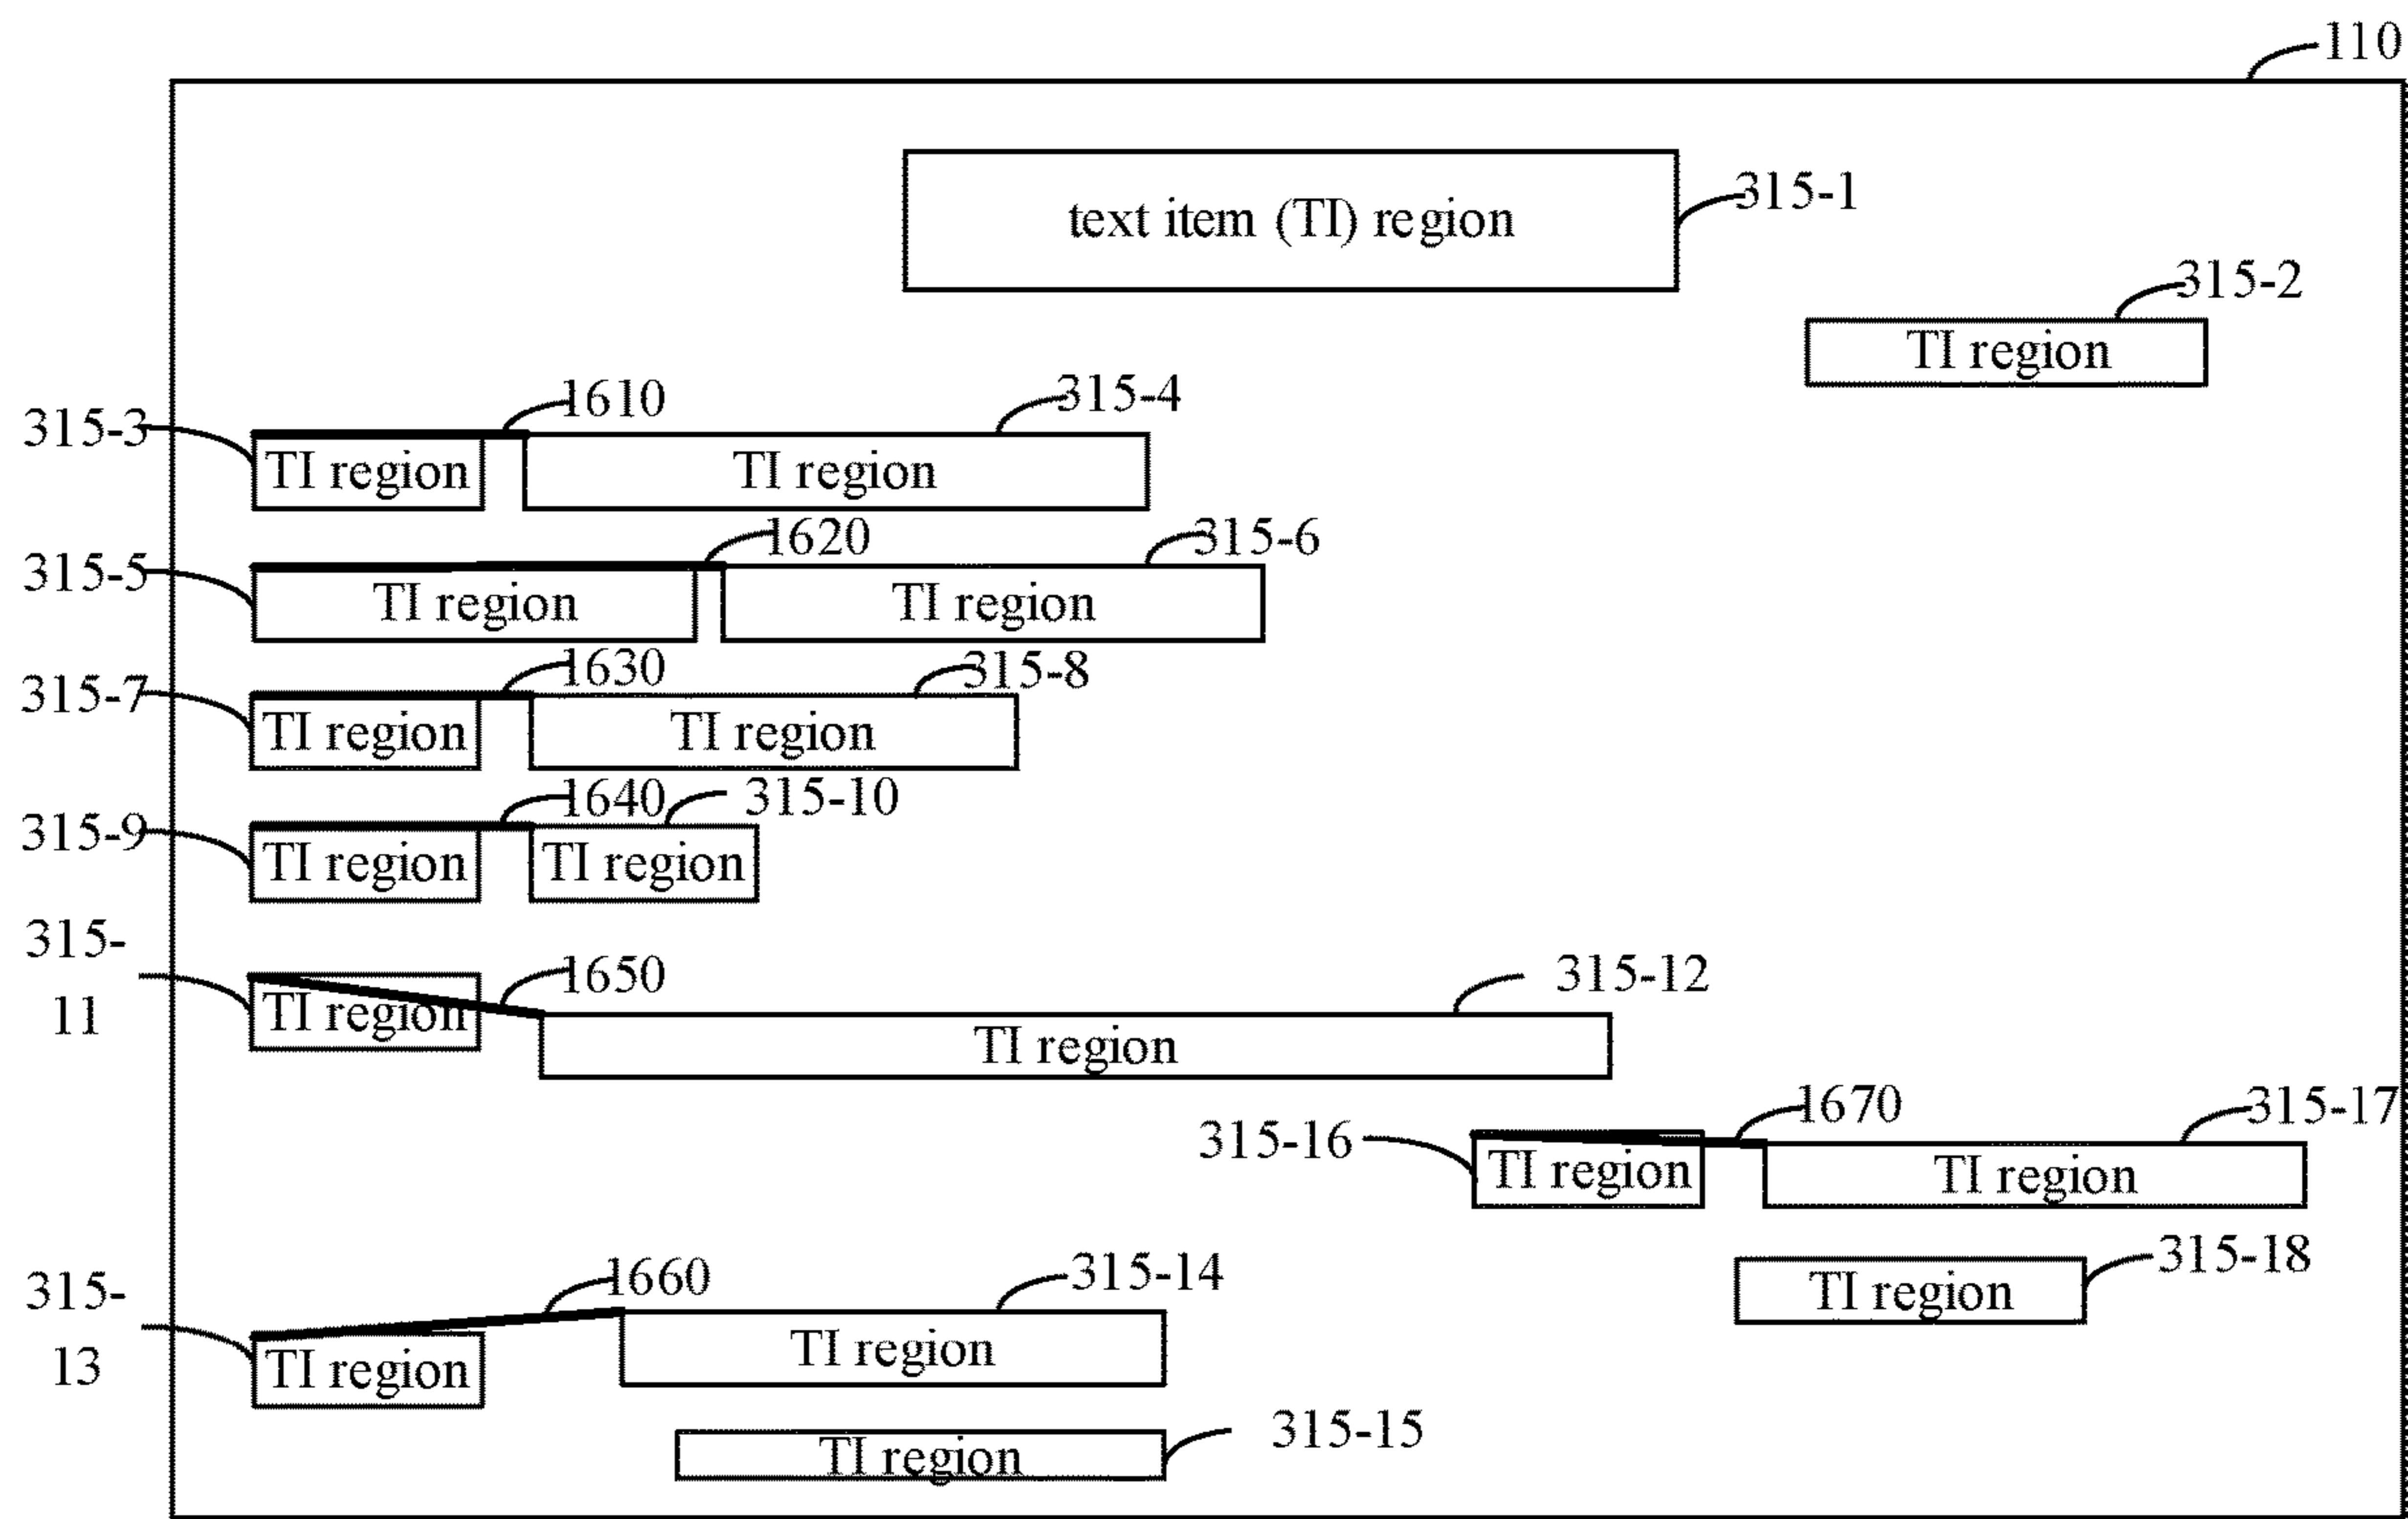 110
text item (TI) region
315-1
315-2
TI region
1610
315-4
315-3
TI region
TI region
1620
315-6
315-5
TI region
TI region
1630
315-8
315-7
TI region
TI region
1640
315-10
315-9
TI region
TI region
315-
11
1650
315-12
TI region
TI region
315-16
1670
315-17
TI region
TI region
315-18
TI region
315-
13
1660
315-14
TI region
TI region
315-15
TI region